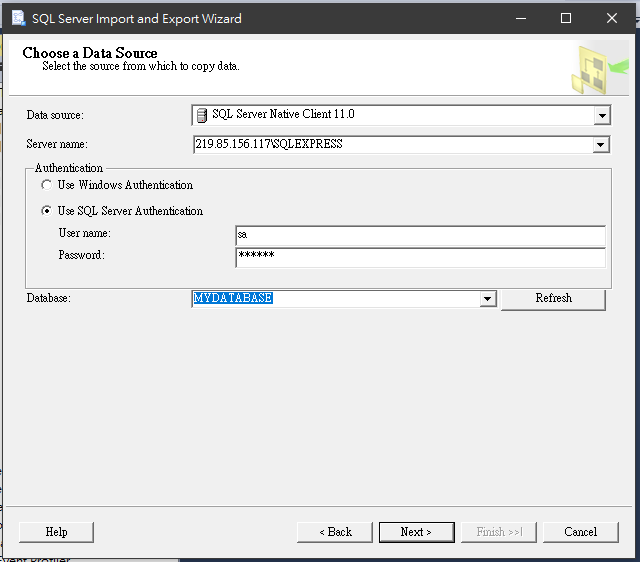 SQL Server Import and Export Wizard
Choose a Data Source
Select the source from which to copy data.
Data source: SQL Server Native Client 11.0
Server name: 219.85.156.117\SQLEXPRESS
Authentication
Use Windows Authentication
Use SQL Server Authentication
User name: sa
Password: ******
Database: MYDATABASE Refresh
Help < Back Next > Finish >>| Cancel